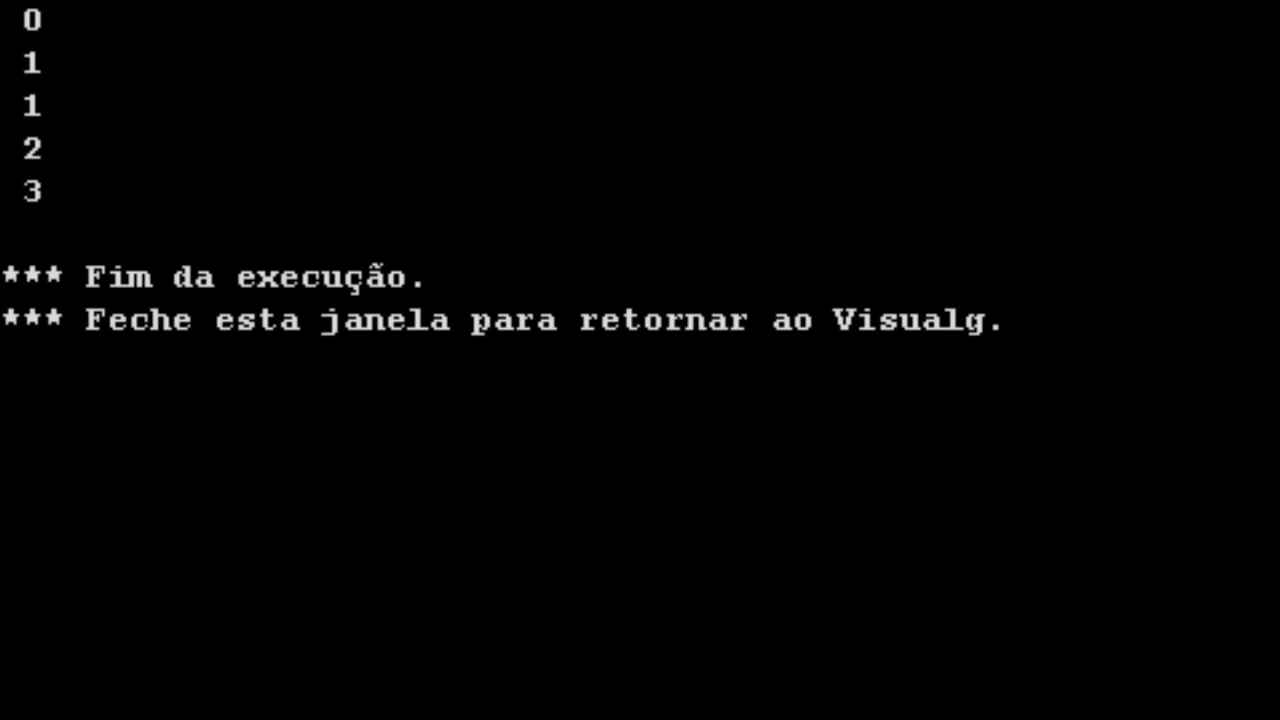 0
1
1
2
3
*** Fim da execução.
*** Feche esta janela para retornar ao Visualg.